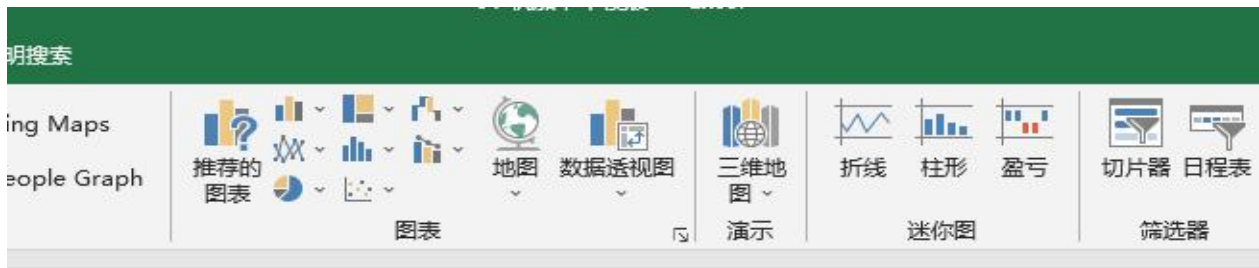 明搜索
ing Maps
eople Graph
推荐的
图表
地图
数据透视图
图表
三维地
图
演示
折线
柱形
盈亏
迷你图
切片器
日程表
筛选器